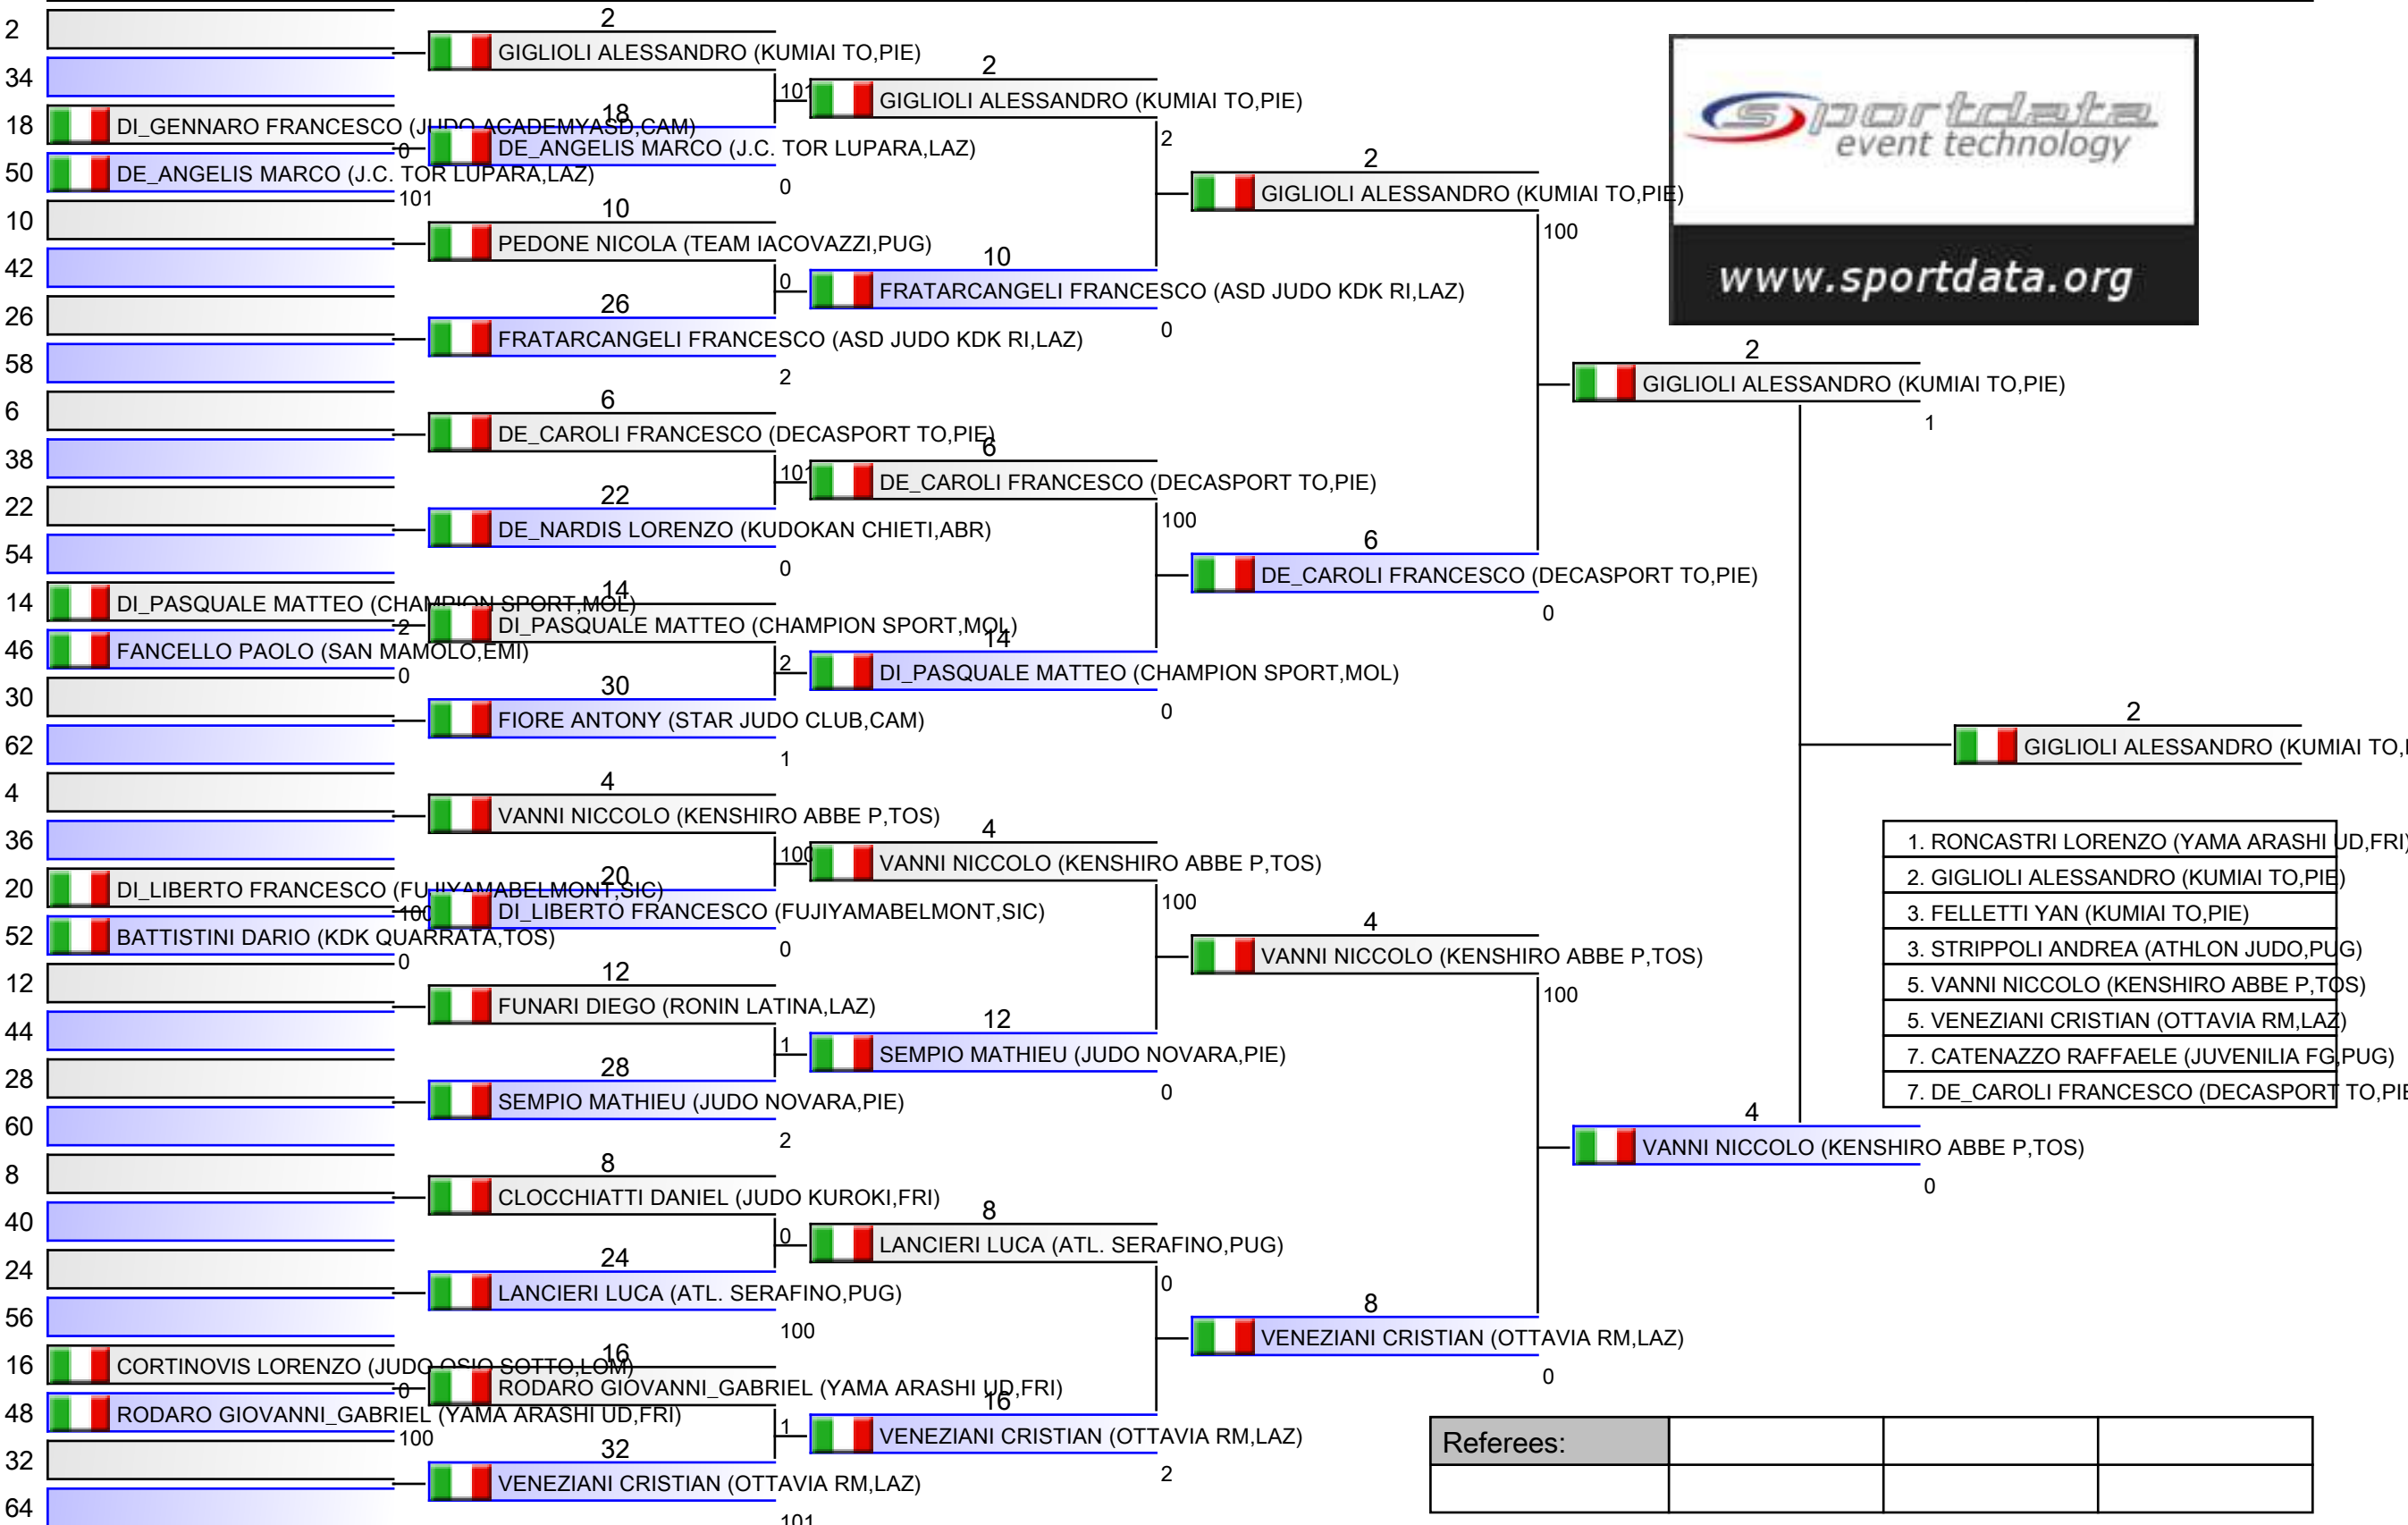 2
34
18 DI_GENNARO FRANCESCO (JUDO ACADEMYASD,CAM)
0
50 DE_ANGELIS MARCO (J.C. TOR LUPARA,LAZ)
101
10
42
26
58
6
38
22
54
14 DI_PASQUALE MATTEO (CHAMPION SPORT,MOL)
2
46 FANCELLO PAOLO (SAN MAMOLO,EMI)
0
30
62
4
36
20 DI_LIBERTO FRANCESCO (FUJIYAMABELMONT,SIC)
100
52 BATTISTINI DARIO (KDK QUARRATA,TOS)
0
12
44
28
60
8
40
24
56
16 CORTINOVIS LORENZO (JUDO OSIO SOTTO,LOM)
0
48 RODARO GIOVANNI_GABRIEL (YAMA ARASHI UD,FRI)
100
32
64
2
GIGLIOLI ALESSANDRO (KUMIAI TO,PIE)
101
18
DE_ANGELIS MARCO (J.C. TOR LUPARA,LAZ)
0
10
PEDONE NICOLA (TEAM IACOVAZZI,PUG)
0
26
FRATARCANGELI FRANCESCO (ASD JUDO KDK RI,LAZ)
2
6
DE_CAROLI FRANCESCO (DECASPORT TO,PIE)
101
22
DE_NARDIS LORENZO (KUDOKAN CHIETI,ABR)
0
14
DI_PASQUALE MATTEO (CHAMPION SPORT,MOL)
2
30
FIORE ANTONY (STAR JUDO CLUB,CAM)
1
4
VANNI NICCOLO (KENSHIRO ABBE P,TOS)
100
20
DI_LIBERTO FRANCESCO (FUJIYAMABELMONT,SIC)
0
12
FUNARI DIEGO (RONIN LATINA,LAZ)
1
28
SEMPIO MATHIEU (JUDO NOVARA,PIE)
2
8
CLOCCHIATTI DANIEL (JUDO KUROKI,FRI)
0
24
LANCIERI LUCA (ATL. SERAFINO,PUG)
100
16
RODARO GIOVANNI_GABRIEL (YAMA ARASHI UD,FRI)
1
32
VENEZIANI CRISTIAN (OTTAVIA RM,LAZ)
101
2
GIGLIOLI ALESSANDRO (KUMIAI TO,PIE)
2
10
FRATARCANGELI FRANCESCO (ASD JUDO KDK RI,LAZ)
0
6
DE_CAROLI FRANCESCO (DECASPORT TO,PIE)
100
14
DI_PASQUALE MATTEO (CHAMPION SPORT,MOL)
0
4
VANNI NICCOLO (KENSHIRO ABBE P,TOS)
100
12
SEMPIO MATHIEU (JUDO NOVARA,PIE)
0
8
LANCIERI LUCA (ATL. SERAFINO,PUG)
0
16
VENEZIANI CRISTIAN (OTTAVIA RM,LAZ)
2
2
GIGLIOLI ALESSANDRO (KUMIAI TO,PIE)
100
6
DE_CAROLI FRANCESCO (DECASPORT TO,PIE)
0
4
VANNI NICCOLO (KENSHIRO ABBE P,TOS)
100
8
VENEZIANI CRISTIAN (OTTAVIA RM,LAZ)
0
sportdata
event technology
www.sportdata.org
2
GIGLIOLI ALESSANDRO (KUMIAI TO,PIE)
1
4
VANNI NICCOLO (KENSHIRO ABBE P,TOS)
0
2
GIGLIOLI ALESSANDRO (KUMIAI TO,
1. RONCASTRI LORENZO (YAMA ARASHI UD,FRI)
2. GIGLIOLI ALESSANDRO (KUMIAI TO,PIE)
3. FELLETTI YAN (KUMIAI TO,PIE)
3. STRIPPOLI ANDREA (ATHLON JUDO,PUG)
5. VANNI NICCOLO (KENSHIRO ABBE P,TOS)
5. VENEZIANI CRISTIAN (OTTAVIA RM,LAZ)
7. CATENAZZO RAFFAELE (JUVENILIA FG,PUG)
7. DE_CAROLI FRANCESCO (DECASPORT TO,PIE
Referees: